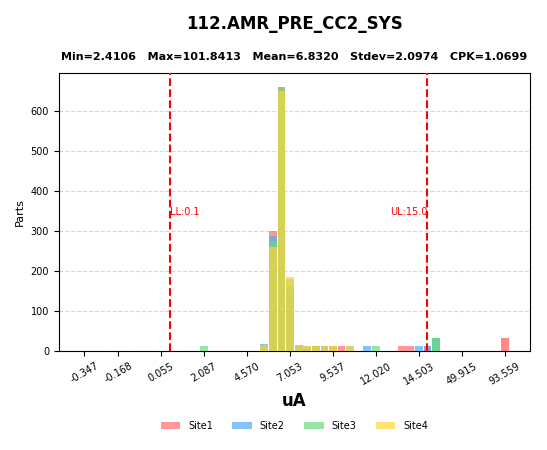 112.AMR_PRE_CC2_SYS
Min=2.4106 Max=101.8413 Mean=6.8320 Stdev=2.0974 CPK=1.0699
600
500
400
300
200
100
0
Parts
LL:0.1
UL:15.0
-0.347 -0.168 0.055 2.087 4.570 7.053 9.537 12.020 14.503 49.915 93.559
uA
Site1 Site2 Site3 Site4